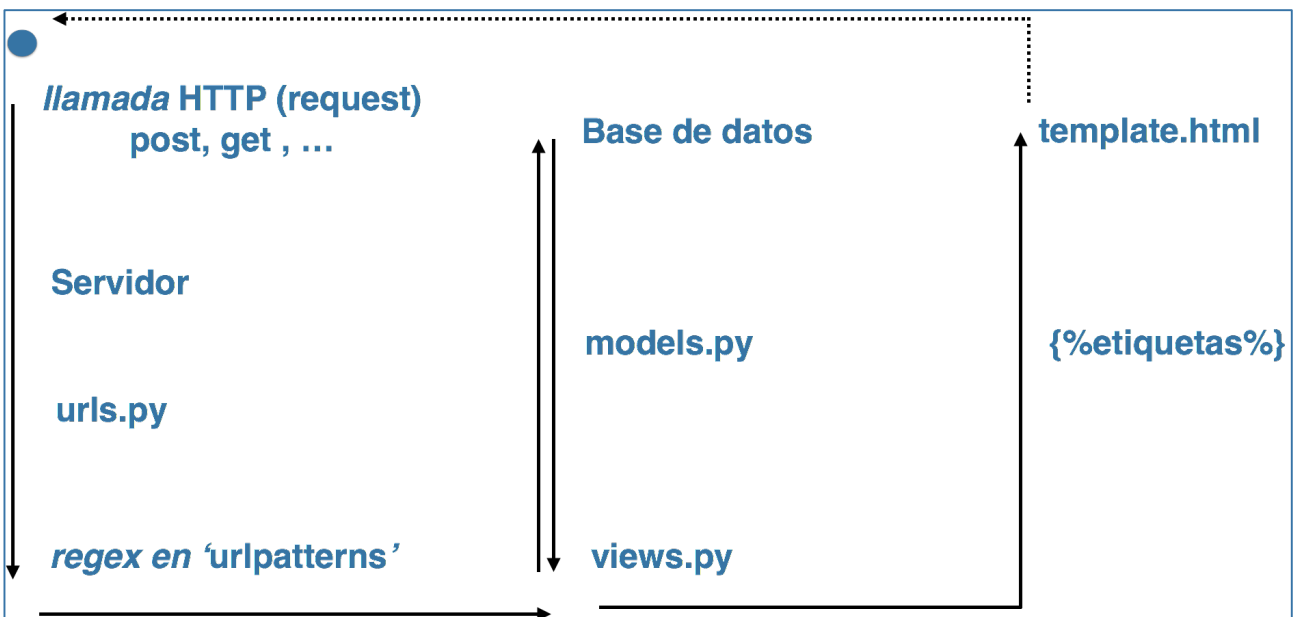 llamada HTTP (request)
post, get , …
Servidor
urls.py
regex en ‘urlpatterns’
Base de datos
models.py
views.py
template.html
{%etiquetas%}